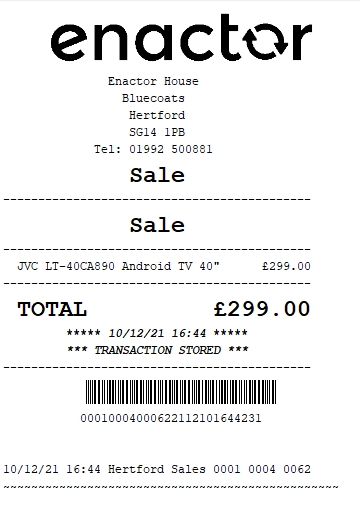 enactor
Enactor House
Bluecoats
Hertford
SG14 1PB
Tel: 01992 500881
Sale
Sale
JVC LT-40CA890 Android TV 40" £299.00
TOTAL £299.00
***** 10/12/21 16:44 *****
*** TRANSACTION STORED ***
00010004000622112101644231
10/12/21 16:44 Hertford Sales 0001 0004 0062